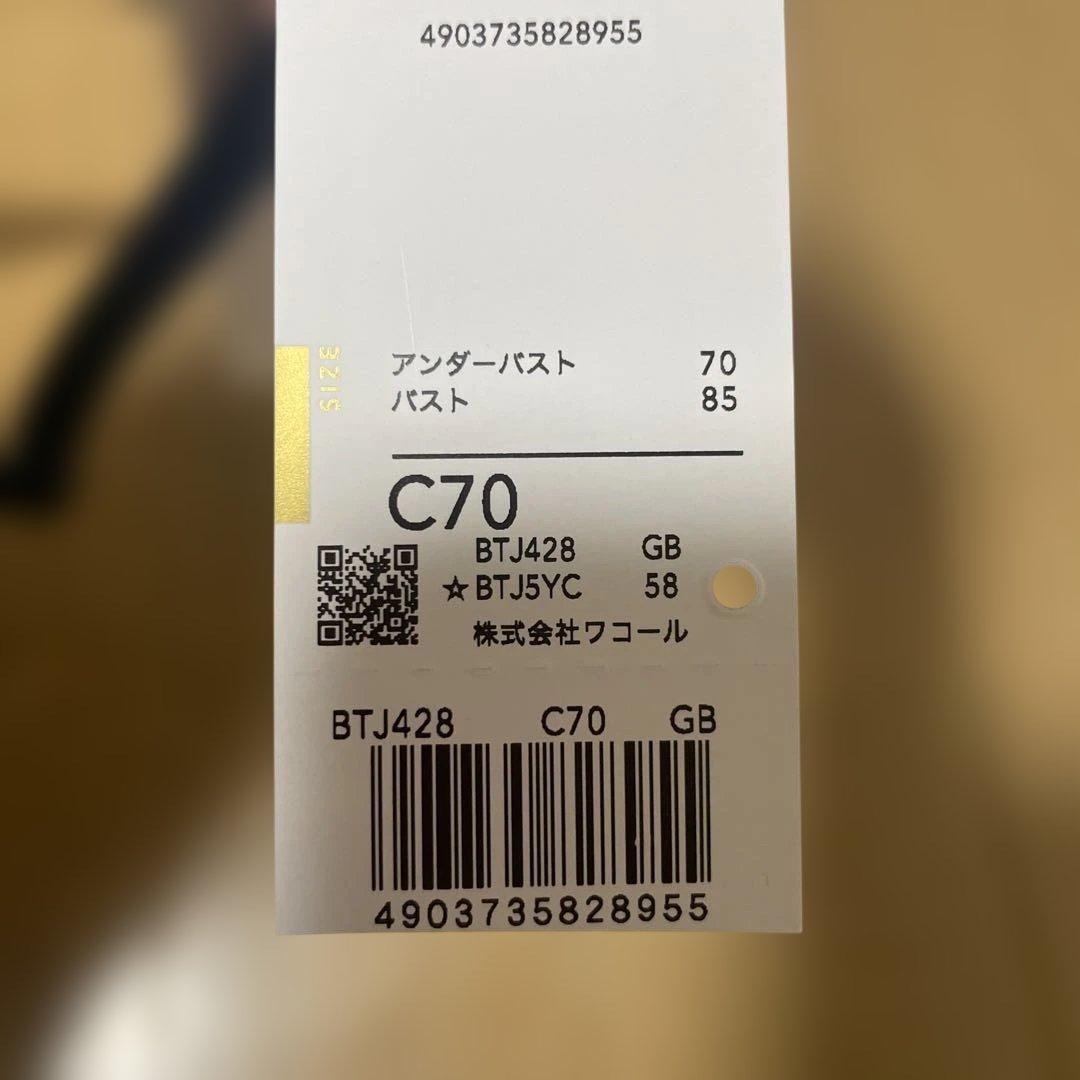 4903735828955
SIZE
アンダーバスト 70
バスト 85
C70
BTJ428 GB
☆BTJ5YC 58
株式会社ワコール
BTJ428 C70 GB
4903735828955